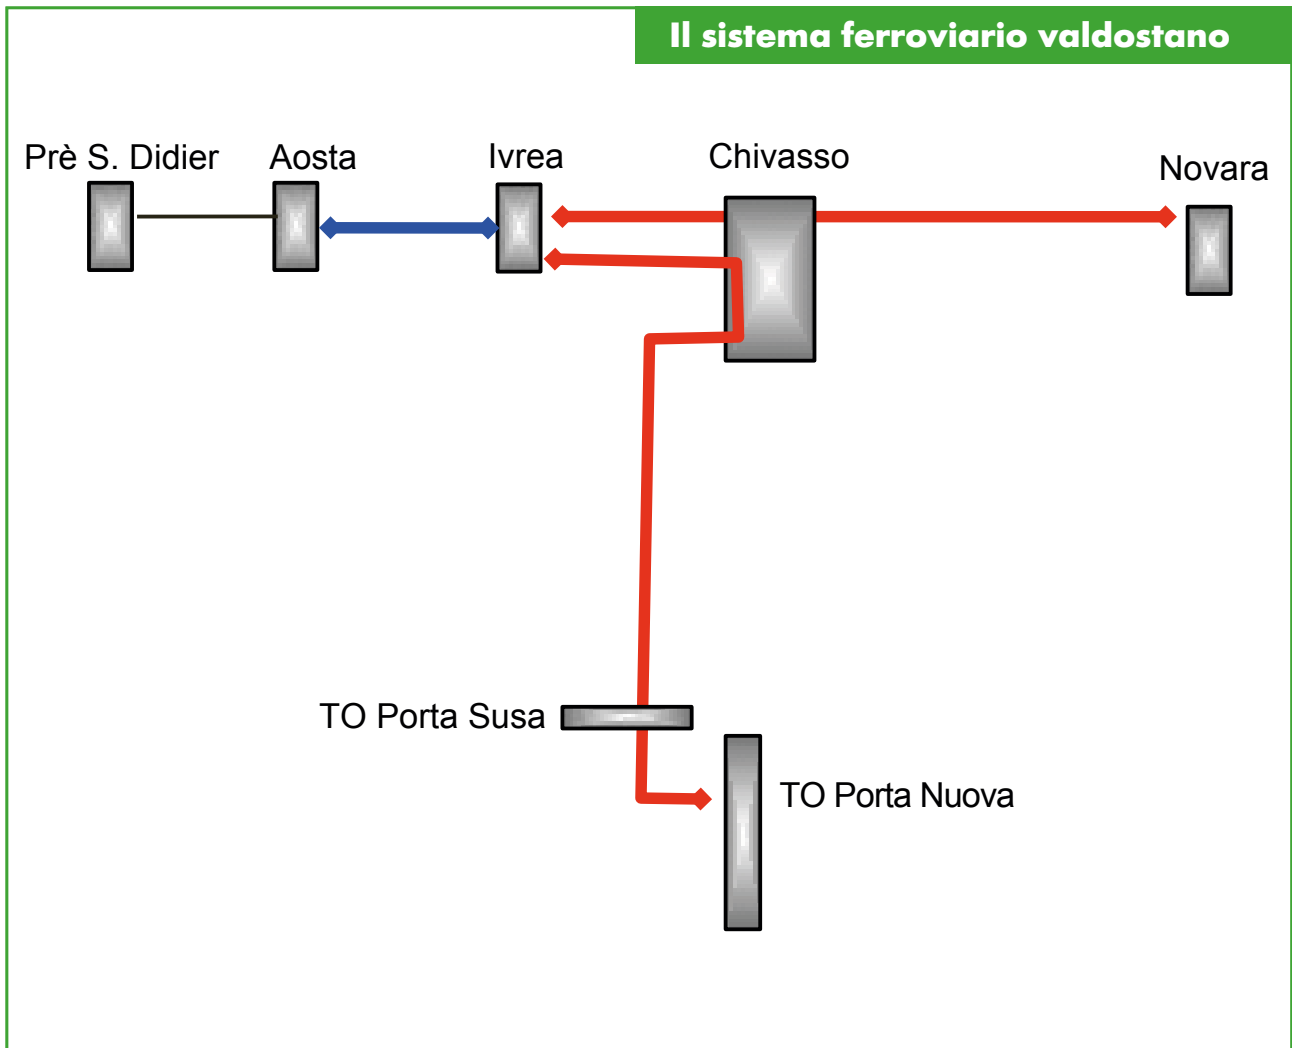 Il sistema ferroviario valdostano
Prè S. Didier
Aosta
Ivrea
Chivasso
Novara
TO Porta Susa
TO Porta Nuova